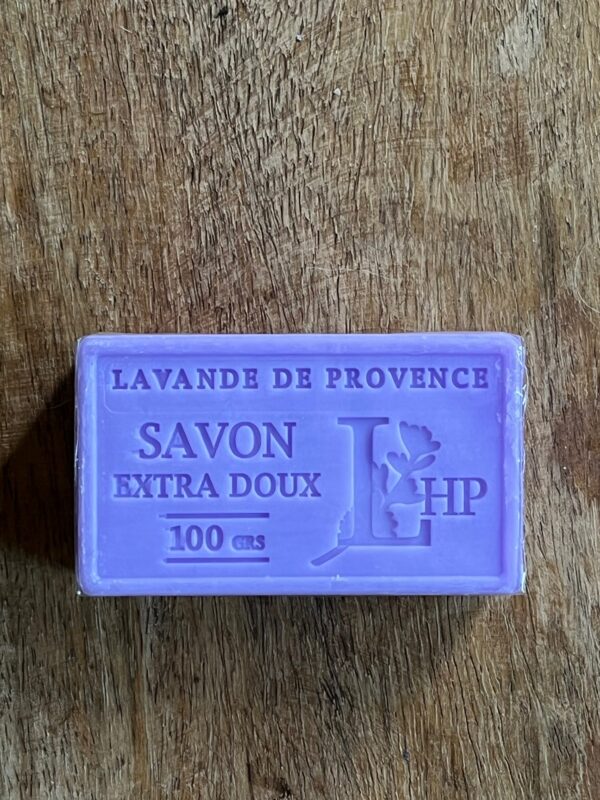 LAVANDE DE PROVENCE
SAVON
EXTRA DOUX
100 GRS
LHP